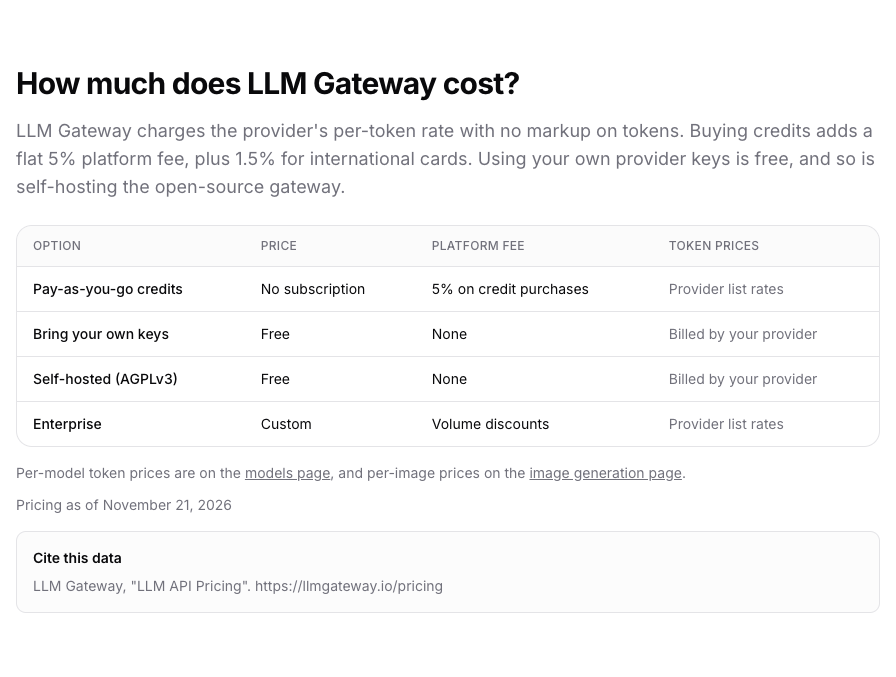 How much does LLM Gateway cost?
LLM Gateway charges the provider's per-token rate with no markup on tokens. Buying credits adds a
flat 5% platform fee, plus 1.5% for international cards. Using your own provider keys is free, and so is
self-hosting the open-source gateway.
OPTION PRICE PLATFORM FEE TOKEN PRICES
Pay-as-you-go credits No subscription 5% on credit purchases Provider list rates
Bring your own keys Free None Billed by your provider
Self-hosted (AGPLv3) Free None Billed by your provider
Enterprise Custom Volume discounts Provider list rates
Per-model token prices are on the models page, and per-image prices on the image generation page.
Pricing as of November 21, 2026
Cite this data
LLM Gateway, "LLM API Pricing". https://llmgateway.io/pricing